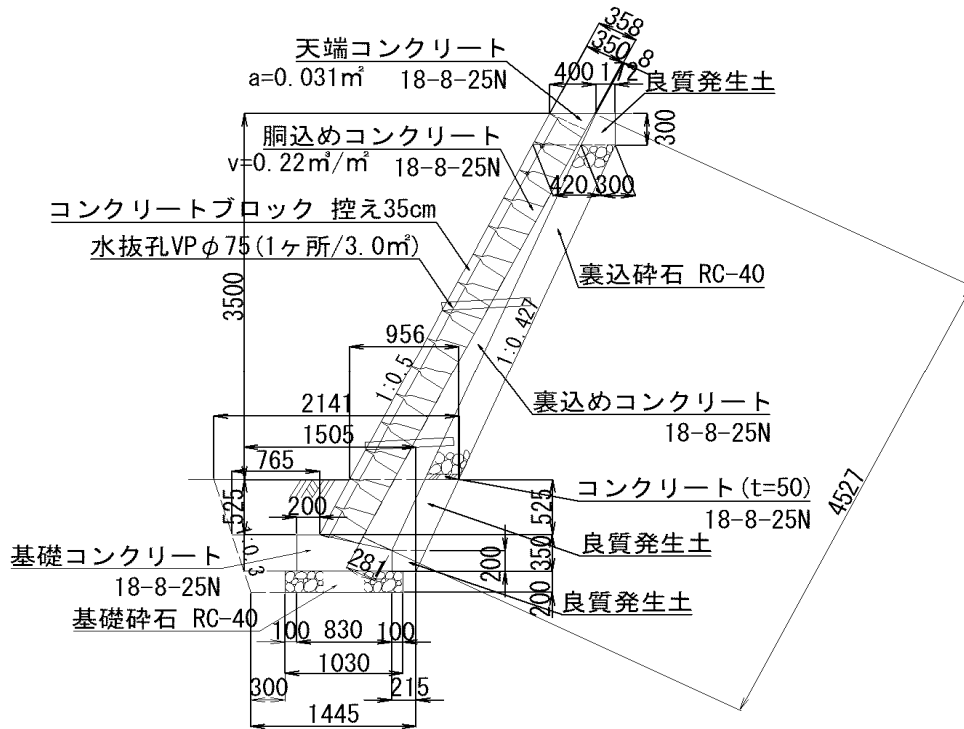 358
350
8
天端コンクリート
a=0.031㎡ 18-8-25N
400
172
良質発生土
300
胴込めコンクリート
v=0.22㎥/㎡ 18-8-25N
420
300
コンクリートブロック 控え35cm
水抜孔VPφ75(1ヶ所/3.0㎡)
裏込砕石 RC-40
3500
956
1:0.5
1:0.427
裏込めコンクリート
18-8-25N
2141
1505
765
4527
コンクリート(t=50)
18-8-25N
525
200
525
良質発生土
1:0.3
基礎コンクリート
18-8-25N
281
200
350
200
良質発生土
基礎砕石 RC-40
100
830
100
1030
300
215
1445